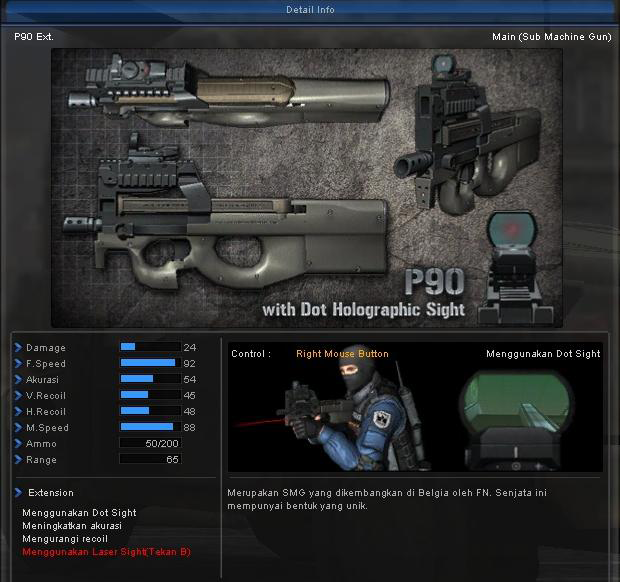 Detail Info
P90 Ext.
Main (Sub Machine Gun)
P90
with Dot Holographic Sight
Damage 24
F.Speed 92
Akurasi 54
V.Recoil 45
H.Recoil 48
M.Speed 88
Ammo 50/200
Range 65
Extension
Menggunakan Dot Sight
Meningkatkan akurasi
Mengurangi recoil
Menggunakan Laser Sight(Tekan B)
Control : Right Mouse Button
Menggunakan Dot Sight
Merupakan SMG yang dikembangkan di Belgia oleh FN. Senjata ini
mempunyai bentuk yang unik.